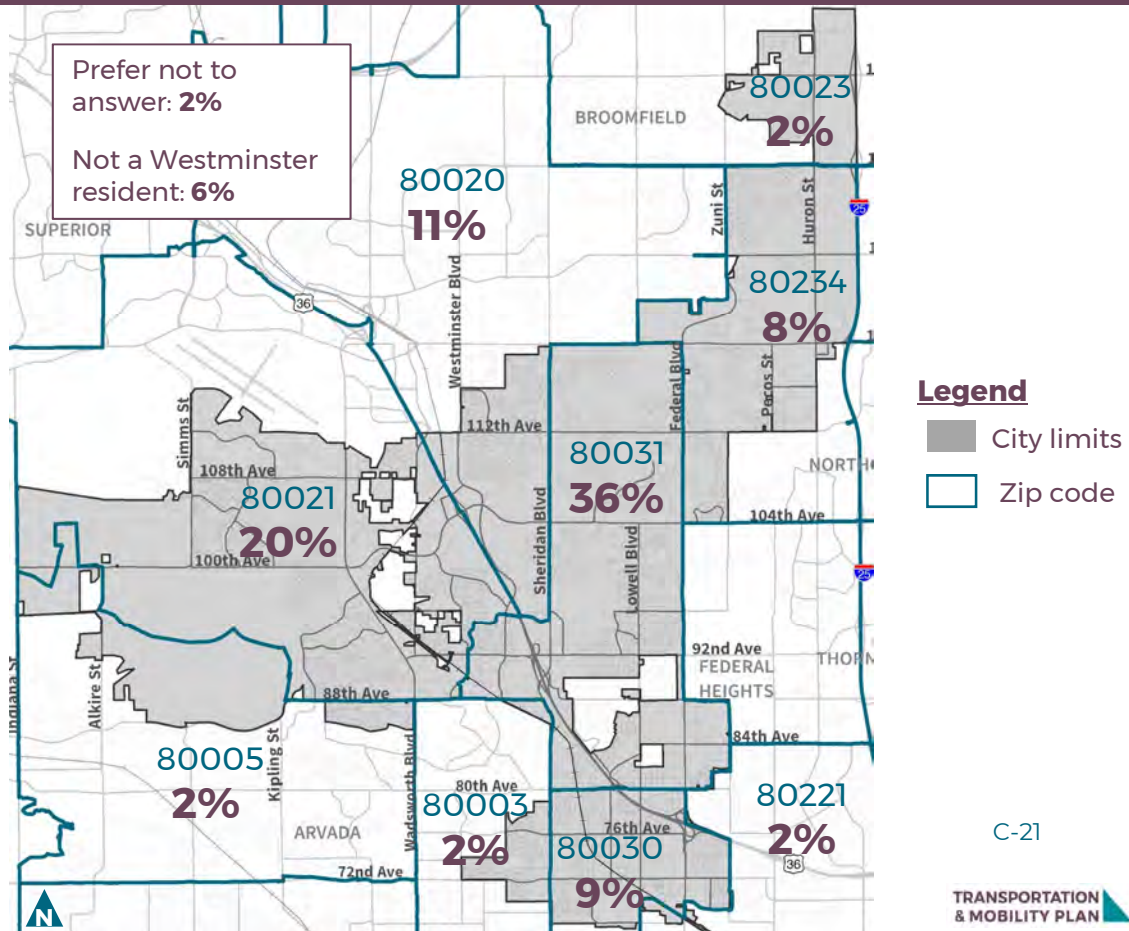 Prefer not to
answer: 2%
Not a Westminster
resident: 6%
80023
2%
BROOMFIELD
80020
11%
SUPERIOR
Zuni St
Huron St
25
36
Westminster Blvd
80234
8%
Federal Blvd
Pecos St
Simms St
112th Ave
80031
36%
108th Ave
80021
20%
100th Ave
Sheridan Blvd
Lowell Blvd
104th Ave
25
92nd Ave
FEDERAL
HEIGHTS
Indiana St
Alkire St
88th Ave
84th Ave
80005
2%
Kipling St
Wadsworth Blvd
ARVADA
80th Ave
80003
2%
76th Ave
80030
9%
80221
2%
36
72nd Ave
N
Legend
City limits
Zip code
C-21
TRANSPORTATION
& MOBILITY PLAN